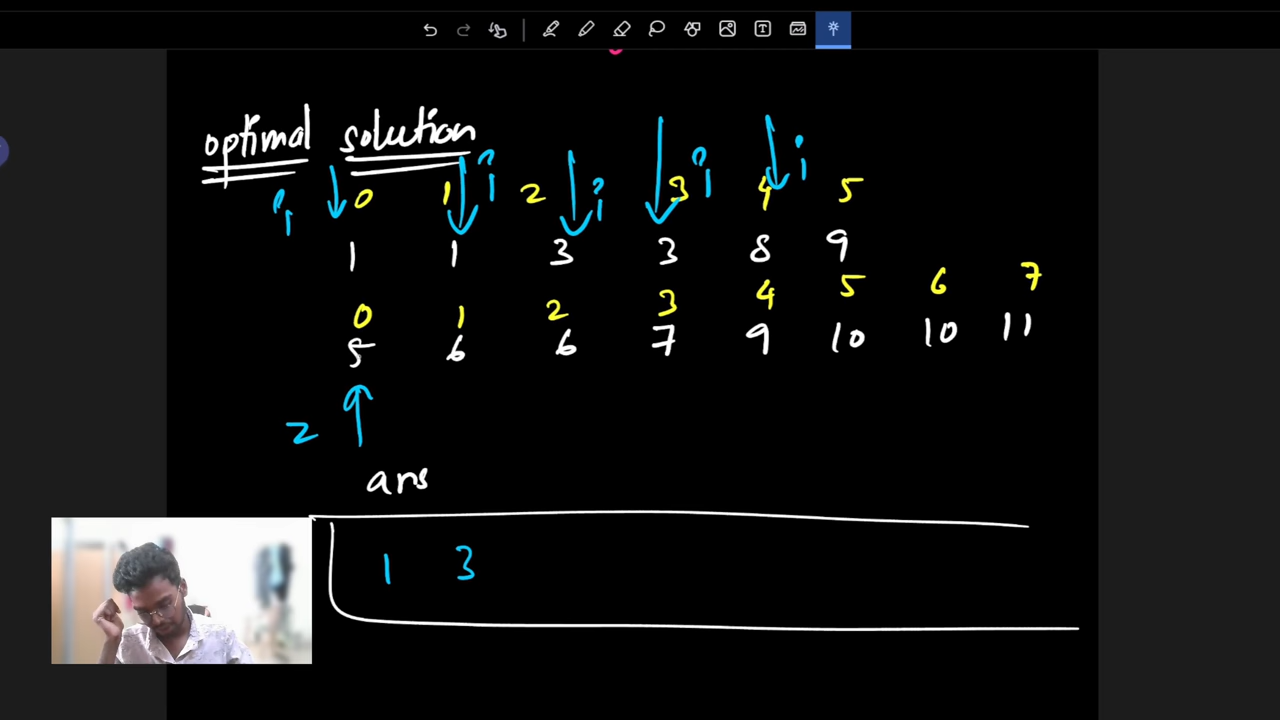 optimal solution
i 0 1 i 2 i 3 i 4 i 5
1 1 3 3 8 9
0 1 2 3 4 5 6 7
5 6 6 7 9 10 10 11
ans
1 3